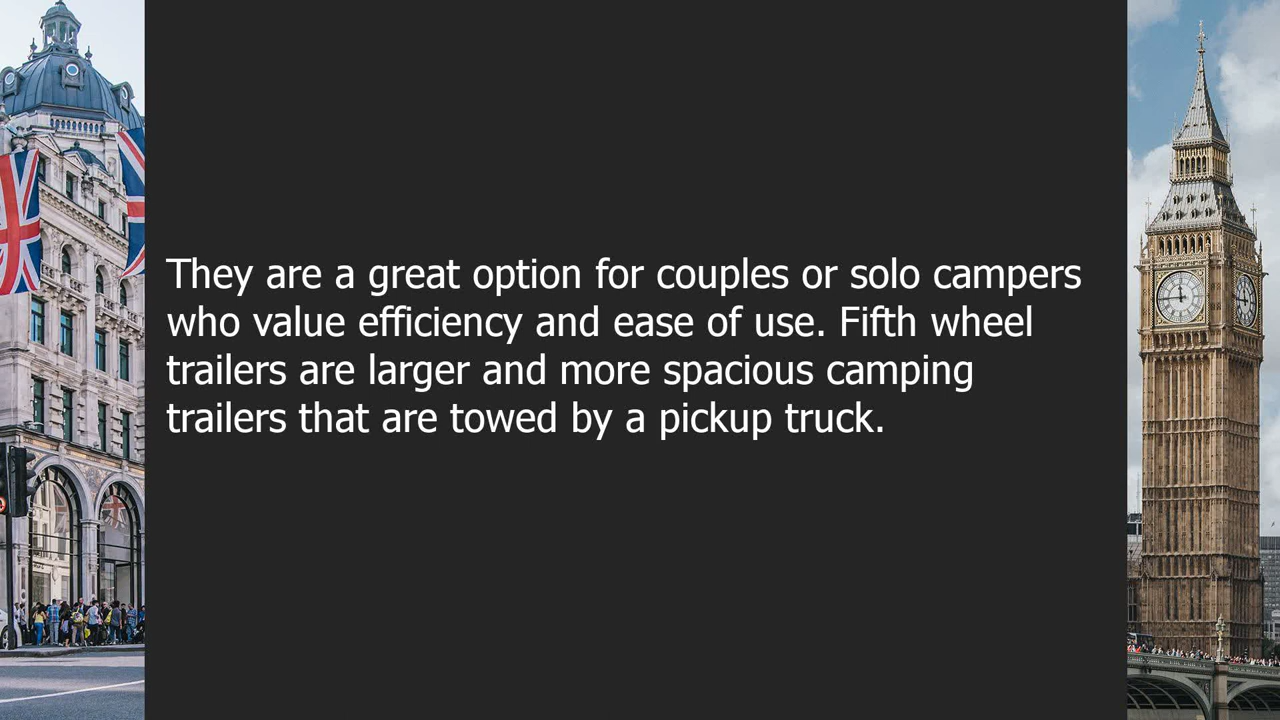 They are a great option for couples or solo campers
who value efficiency and ease of use. Fifth wheel
trailers are larger and more spacious camping
trailers that are towed by a pickup truck.